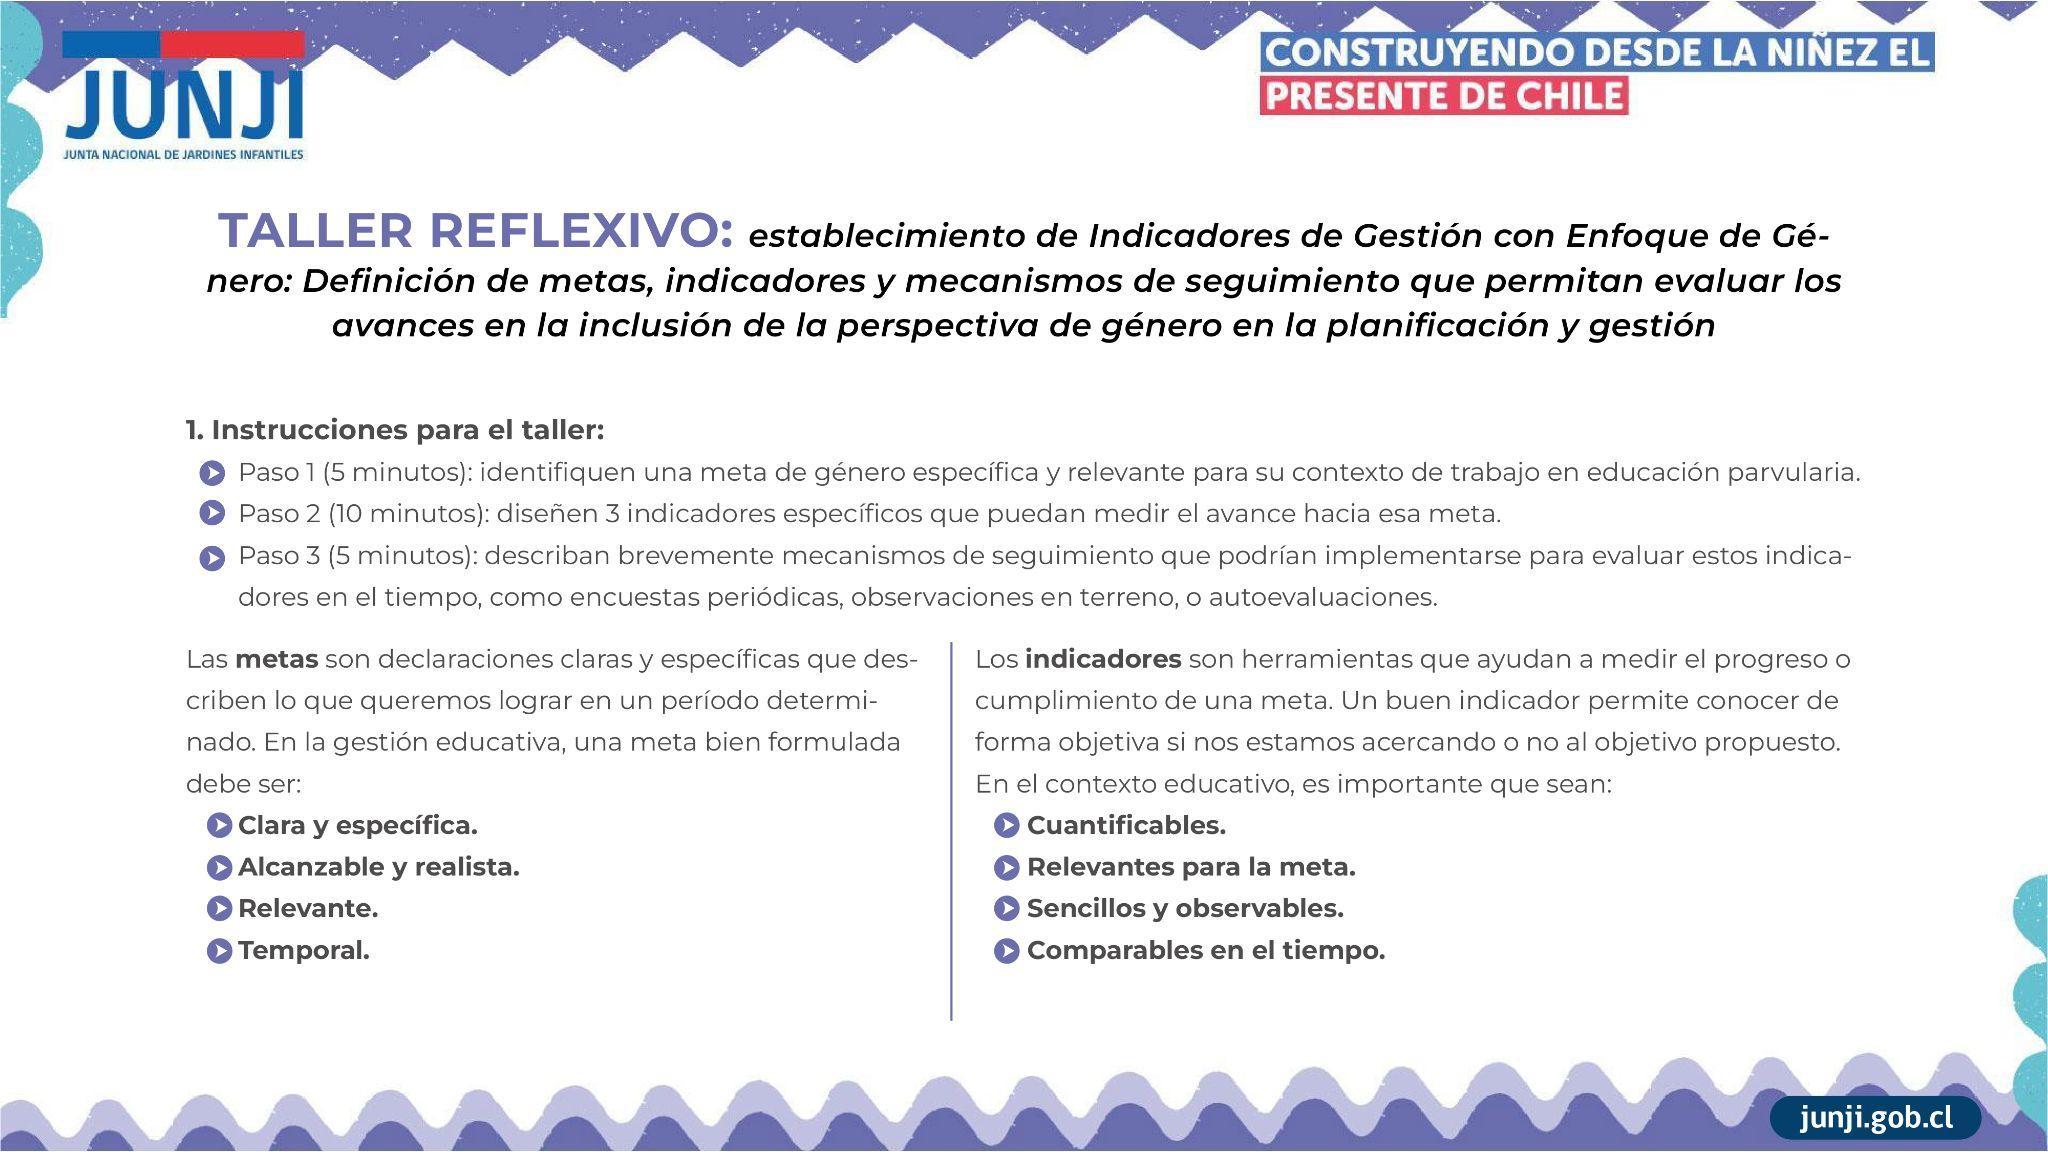 JUNJI
JUNTA NACIONAL DE JARDINES INFANTILES
CONSTRUYENDO DESDE LA NIÑEZ EL
PRESENTE DE CHILE
TALLER REFLEXIVO: establecimiento de Indicadores de Gestión con Enfoque de Gé-
nero: Definición de metas, indicadores y mecanismos de seguimiento que permitan evaluar los
avances en la inclusión de la perspectiva de género en la planificación y gestión
1. Instrucciones para el taller:
Paso 1 (5 minutos): identifiquen una meta de género específica y relevante para su contexto de trabajo en educación parvularia.
Paso 2 (10 minutos): diseñen 3 indicadores específicos que puedan medir el avance hacia esa meta.
Paso 3 (5 minutos): describan brevemente mecanismos de seguimiento que podrían implementarse para evaluar estos indica-
dores en el tiempo, como encuestas periódicas, observaciones en terreno, o autoevaluaciones.
Las metas son declaraciones claras y específicas que des-
criben lo que queremos lograr en un período determi-
nado. En la gestión educativa, una meta bien formulada
debe ser:
Clara y específica.
Alcanzable y realista.
Relevante.
Temporal.
Los indicadores son herramientas que ayudan a medir el progreso o
cumplimiento de una meta. Un buen indicador permite conocer de
forma objetiva si nos estamos acercando o no al objetivo propuesto.
En el contexto educativo, es importante que sean:
Cuantificables.
Relevantes para la meta.
Sencillos y observables.
Comparables en el tiempo.
junji.gob.cl